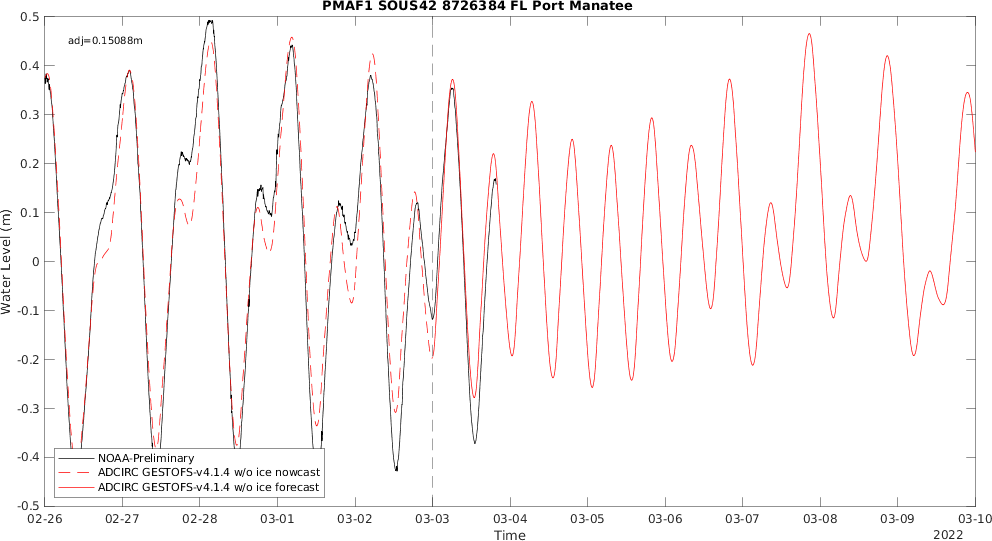 PMAF1 SOUS42 8726384 FL Port Manatee
adj=0.15088m
Water Level (m)
0.5
0.4
0.3
0.2
0.1
0
-0.1
-0.2
-0.3
-0.4
-0.5
NOAA-Preliminary
ADCIRC GESTOFS-v4.1.4 w/o ice nowcast
ADCIRC GESTOFS-v4.1.4 w/o ice forecast
02-26 02-27 02-28 03-01 03-02 03-03 03-04 03-05 03-06 03-07 03-08 03-09 03-10
Time
2022